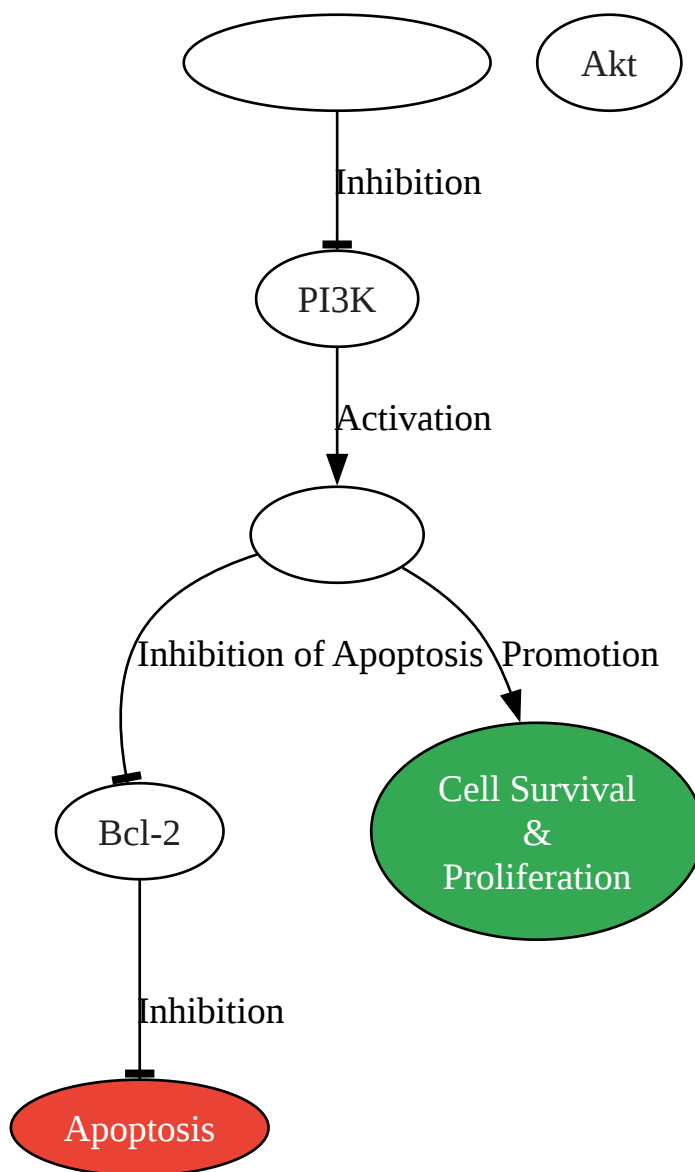 Akt
Inhibition
PI3K
Activation
Inhibition of Apoptosis
Promotion
Cell Survival
&
Proliferation
Bcl-2
Inhibition
Apoptosis